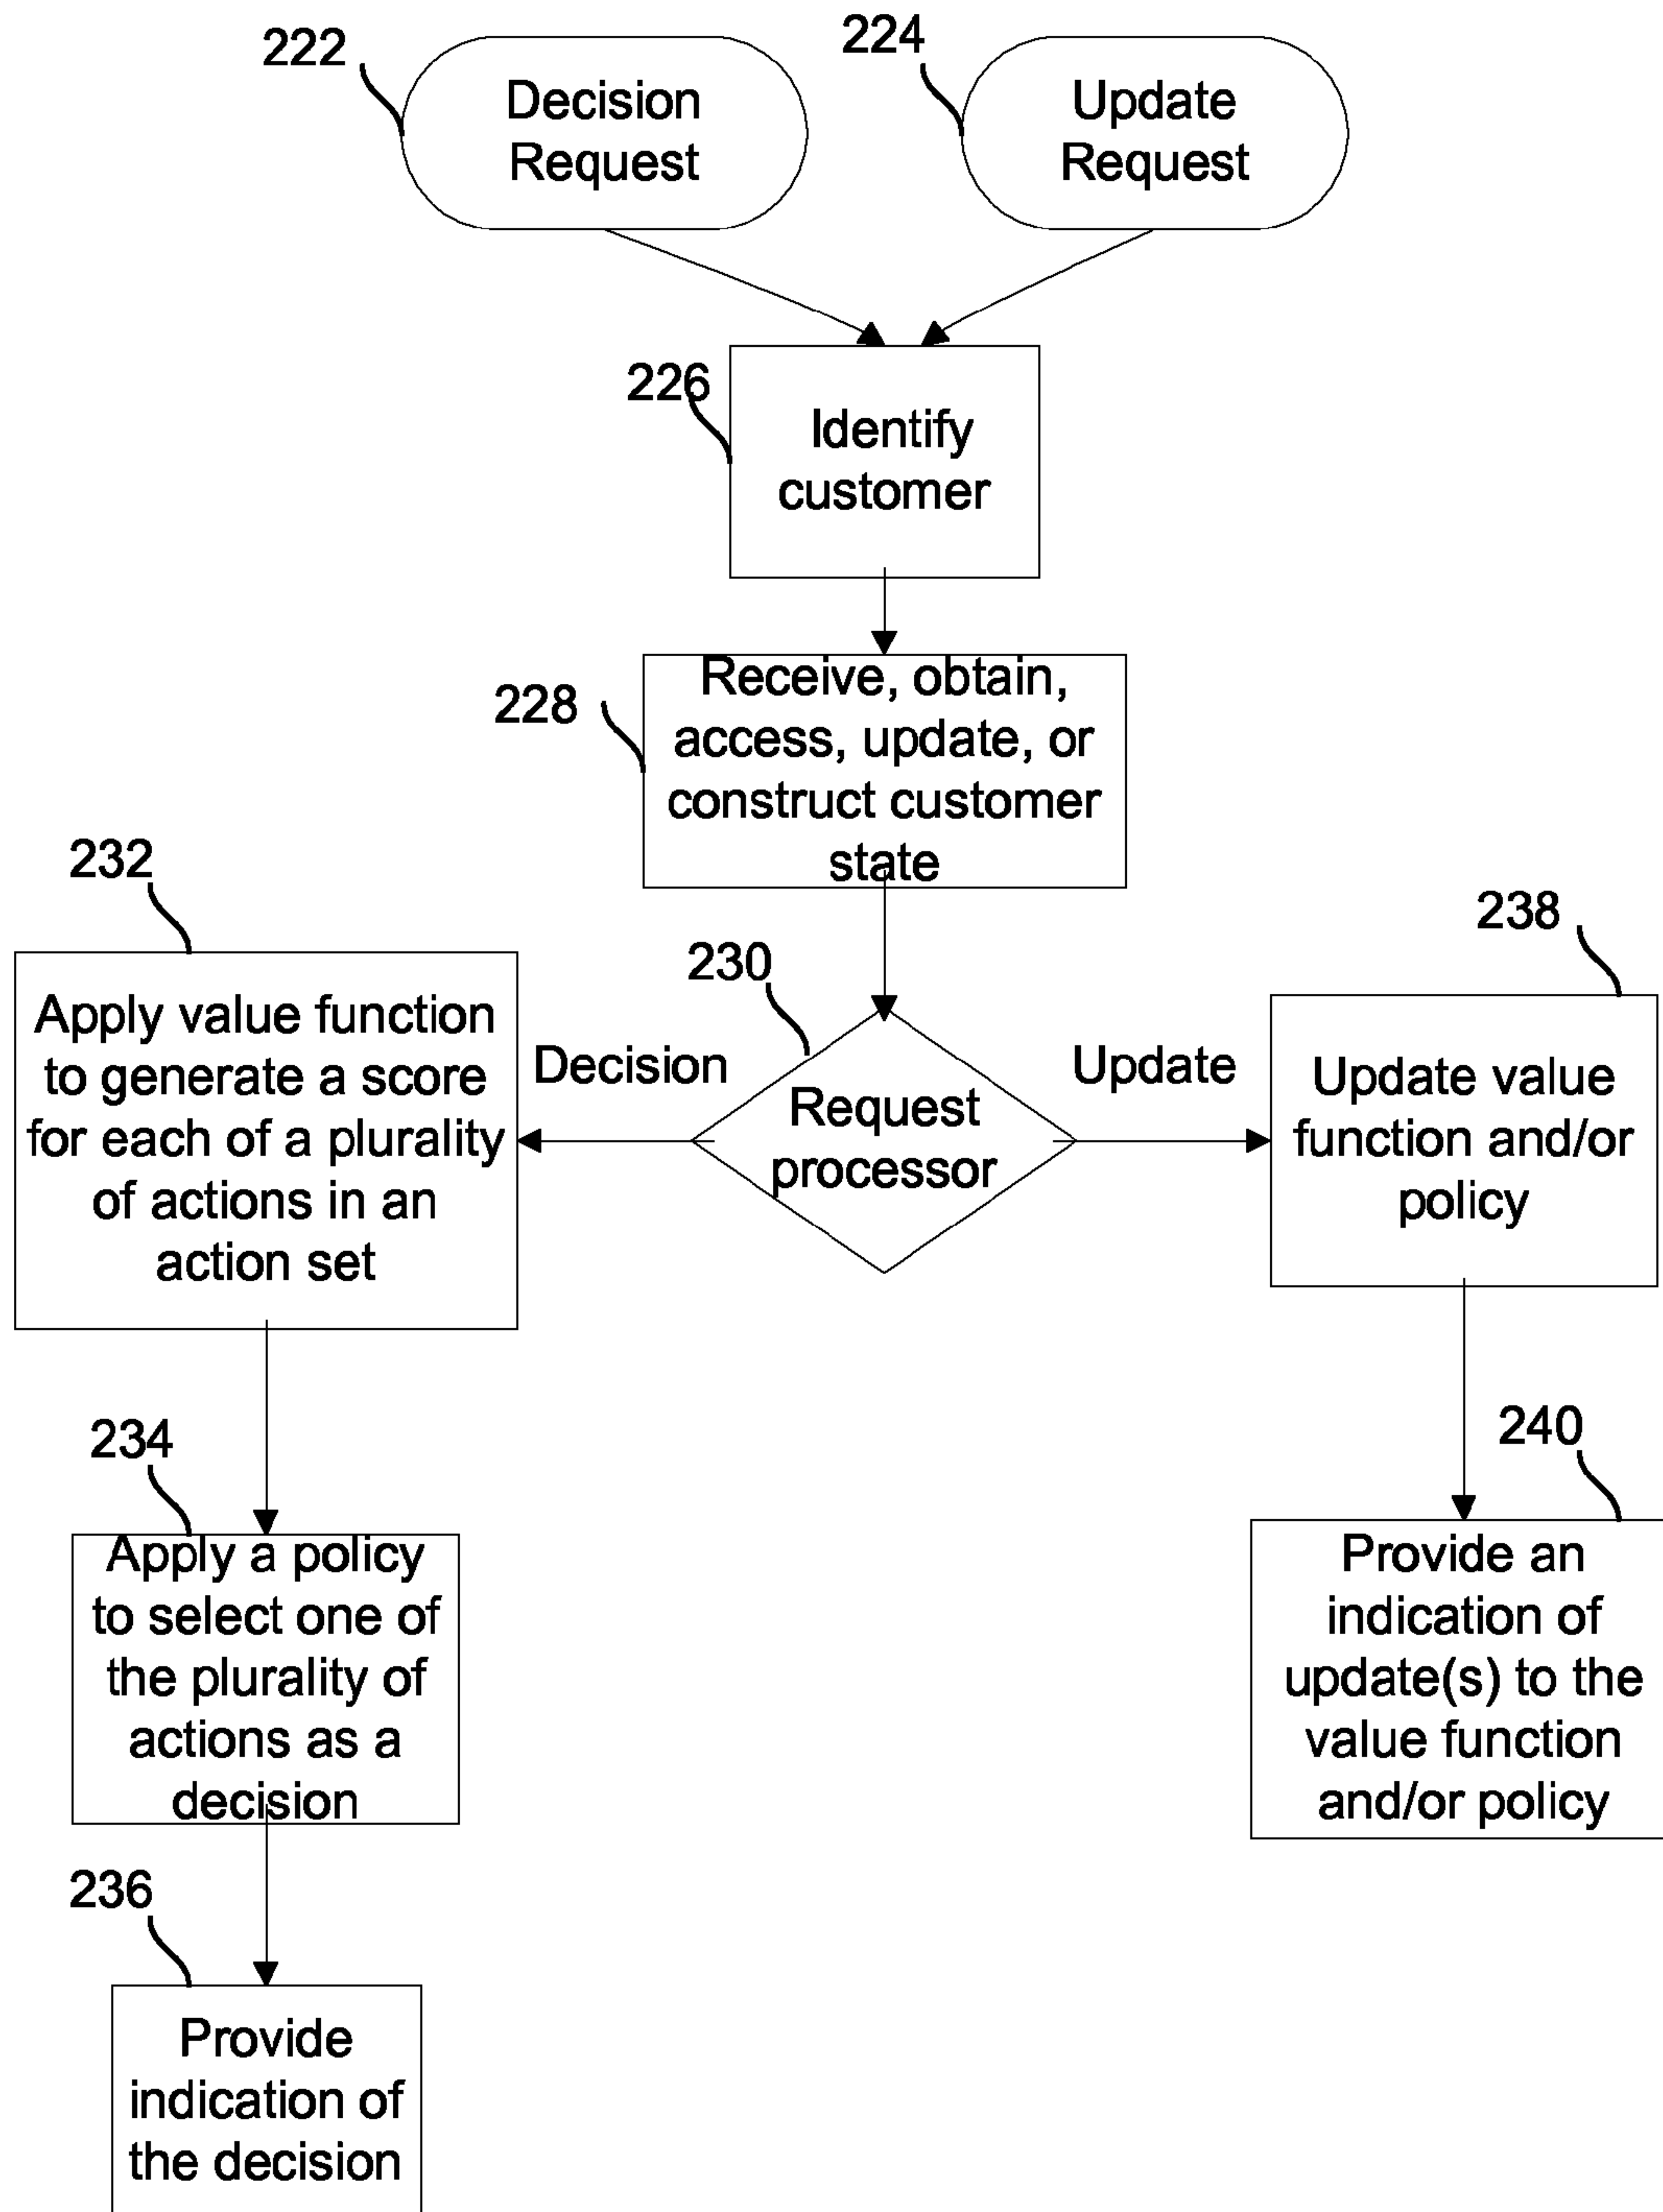 222
Decision
Request
224
Update
Request
226
Identify
customer
228
Receive, obtain,
access, update, or
construct customer
state
230
Request
processor
Decision
Update
232
Apply value function
to generate a score
for each of a plurality
of actions in an
action set
238
Update value
function and/or
policy
234
Apply a policy
to select one of
the plurality of
actions as a
decision
240
Provide an
indication of
update(s) to the
value function
and/or policy
236
Provide
indication of
the decision